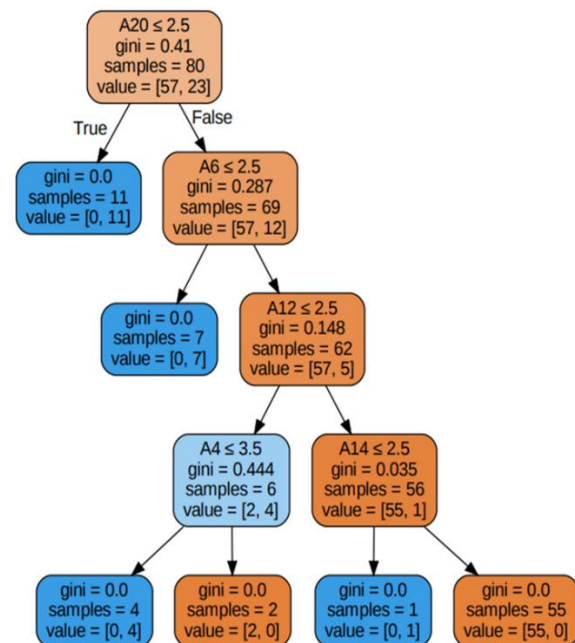 A20 ≤ 2.5
gini = 0.41
samples = 80
value = [57, 23]
True
False
gini = 0.0
samples = 11
value = [0, 11]
A6 ≤ 2.5
gini = 0.287
samples = 69
value = [57, 12]
gini = 0.0
samples = 7
value = [0, 7]
A12 ≤ 2.5
gini = 0.148
samples = 62
value = [57, 5]
A4 ≤ 3.5
gini = 0.444
samples = 6
value = [2, 4]
A14 ≤ 2.5
gini = 0.035
samples = 56
value = [55, 1]
gini = 0.0
samples = 4
value = [0, 4]
gini = 0.0
samples = 2
value = [2, 0]
gini = 0.0
samples = 1
value = [0, 1]
gini = 0.0
samples = 55
value = [55, 0]